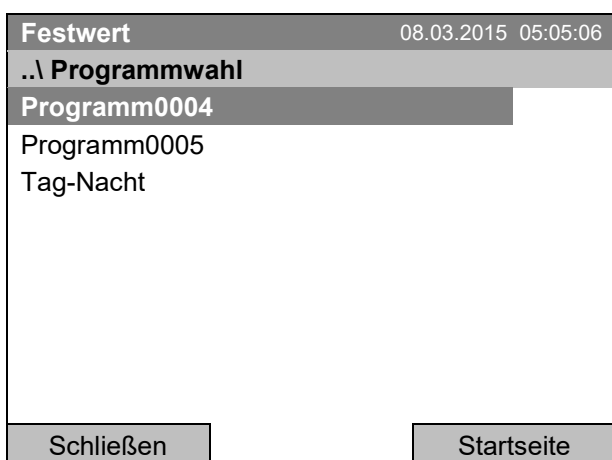 Festwert 08.03.2015 05:05:06
..\ Programmwahl
Programm0004
Programm0005
Tag-Nacht
Schließen Startseite